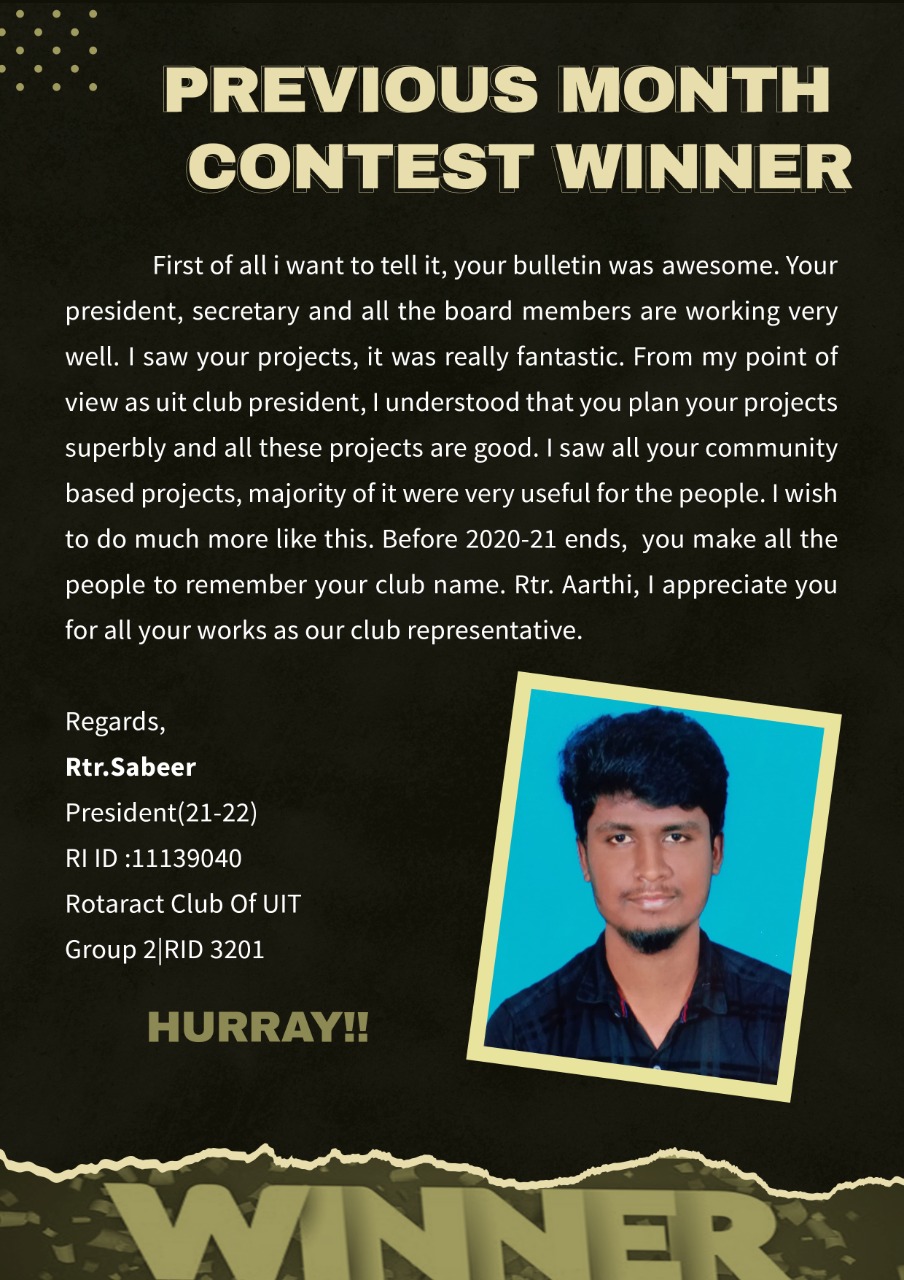 PREVIOUS MONTH
CONTEST WINNER
First of all i want to tell it, your bulletin was awesome. Your
president, secretary and all the board members are working very
well. I saw your projects, it was really fantastic. From my point of
view as uit club president, I understood that you plan your projects
superbly and all these projects are good. I saw all your community
based projects, majority of it were very useful for the people. I wish
to do much more like this. Before 2020-21 ends,  you make all the
people to remember your club name. Rtr. Aarthi, I appreciate you
for all your works as our club representative.
Regards,
Rtr.Sabeer
President(21-22)
RI ID :11139040
Rotaract Club Of UIT
Group 2|RID 3201
HURRAY!!
WINNER